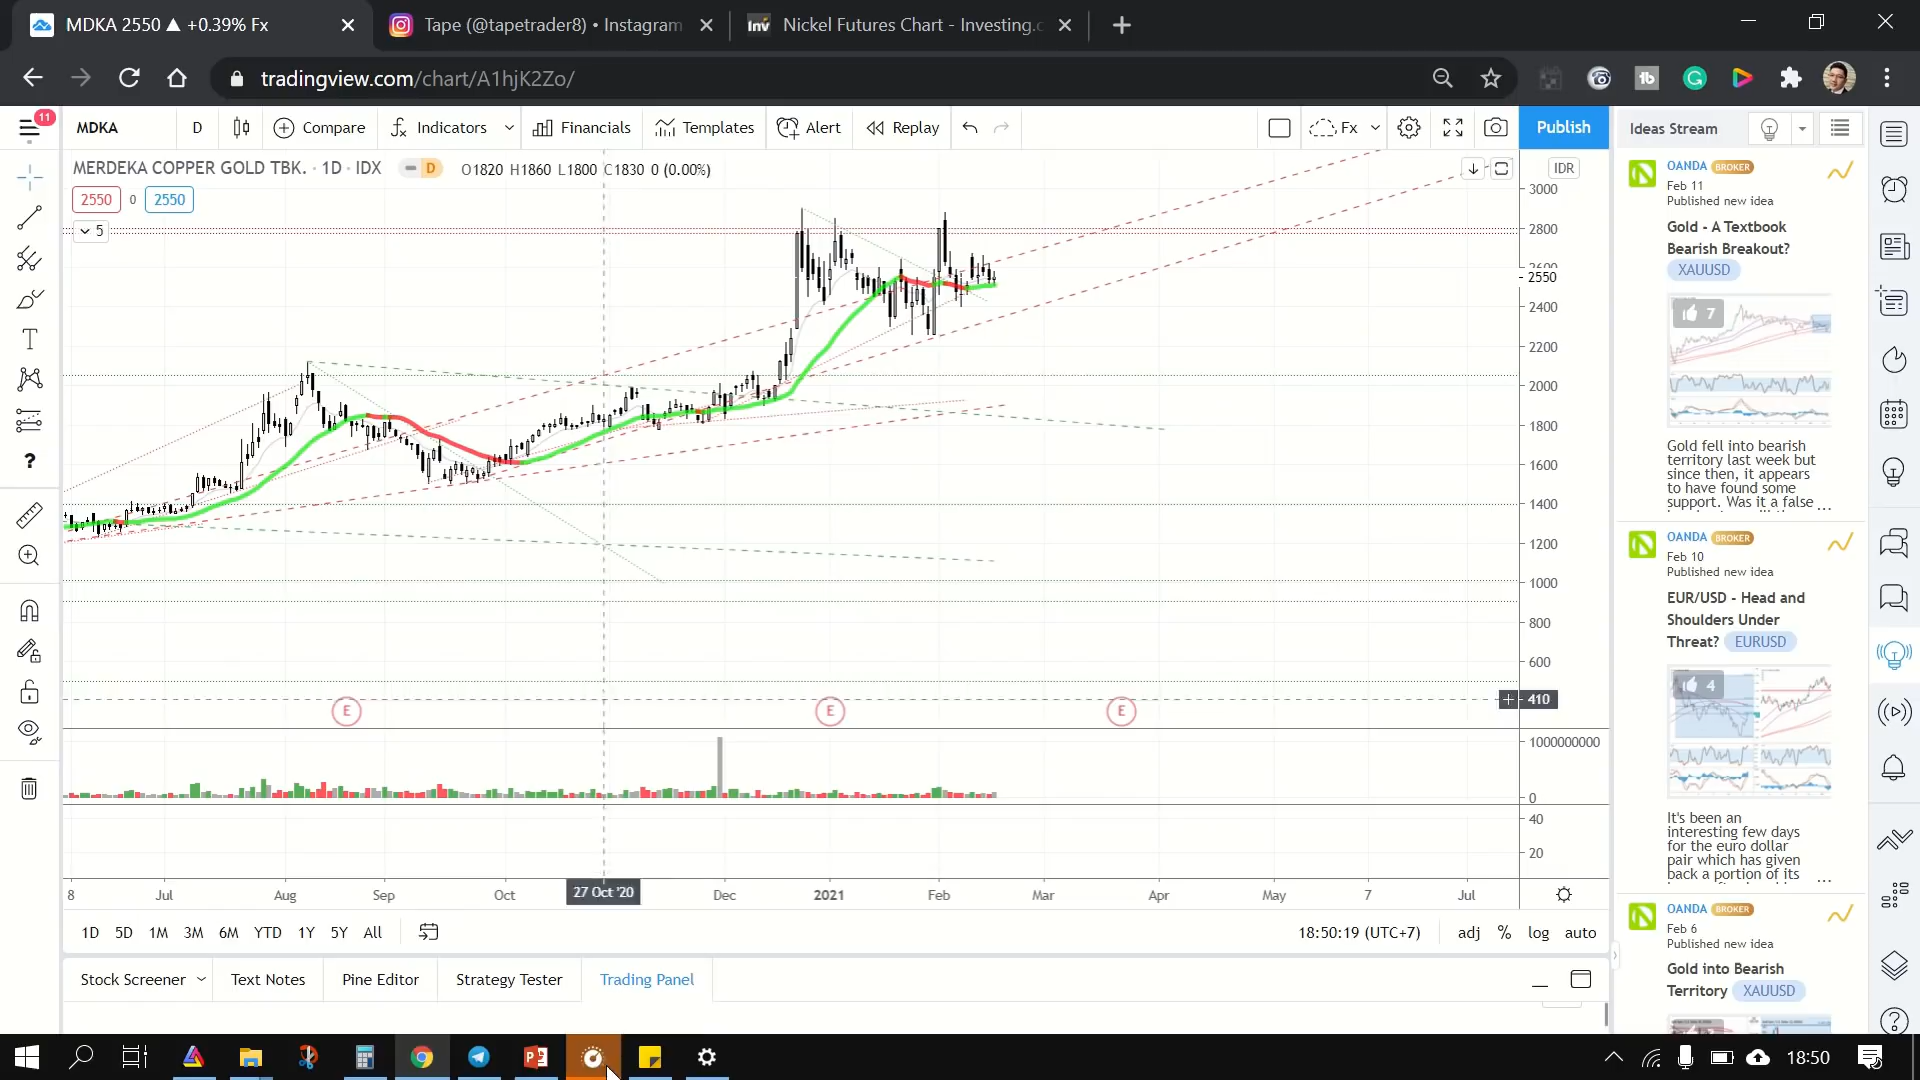 MDKA 2550 ▲ +0.39% Fx
Tape (@tapetrader8) • Instagram
inv
Nickel Futures Chart - Investing.c
tradingview.com/chart/A1hjK2Zo/
11
MDKA
D
Compare
Indicators
Financials
Templates
Alert
Replay
Fx
Publish
Ideas Stream
MERDEKA COPPER GOLD TBK. · 1D · IDX
D
O1820 H1860 L1800 C1830 0 (0.00%)
IDR
2550
0
2550
5
3000
2800
2600
2550
2400
2200
2000
1800
1600
1400
1200
1000
800
600
410
E
E
E
1000000000
0
40
20
8
Jul
Aug
Sep
Oct
27 Oct '20
Dec
2021
Feb
Mar
Apr
May
7
Jul
1D
5D
1M
3M
6M
YTD
1Y
5Y
All
18:50:19 (UTC+7)
adj
%
log
auto
Stock Screener
Text Notes
Pine Editor
Strategy Tester
Trading Panel
OANDA BROKER
Feb 11
Published new idea
Gold - A Textbook
Bearish Breakout?
XAUUSD
7
Gold fell into bearish
territory last week but
since then, it appears
to have found some
support. Was it a false
...
OANDA BROKER
Feb 10
Published new idea
EUR/USD - Head and
Shoulders Under
Threat? EURUSD
4
It's been an
interesting few days
for the euro dollar
pair which has given
back a portion of its
...
OANDA BROKER
Feb 6
Published new idea
Gold into Bearish
Territory XAUUSD
18:50